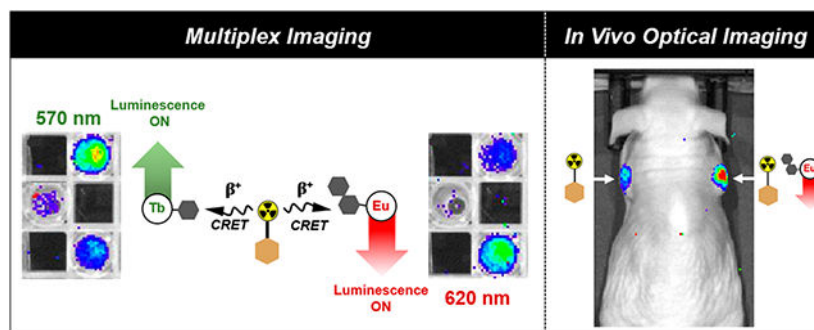 Multiplex Imaging
In Vivo Optical Imaging
570 nm
Luminescence
ON
Tb
β⁺
CRET
β⁺
CRET
Eu
Luminescence
ON
620 nm
Eu